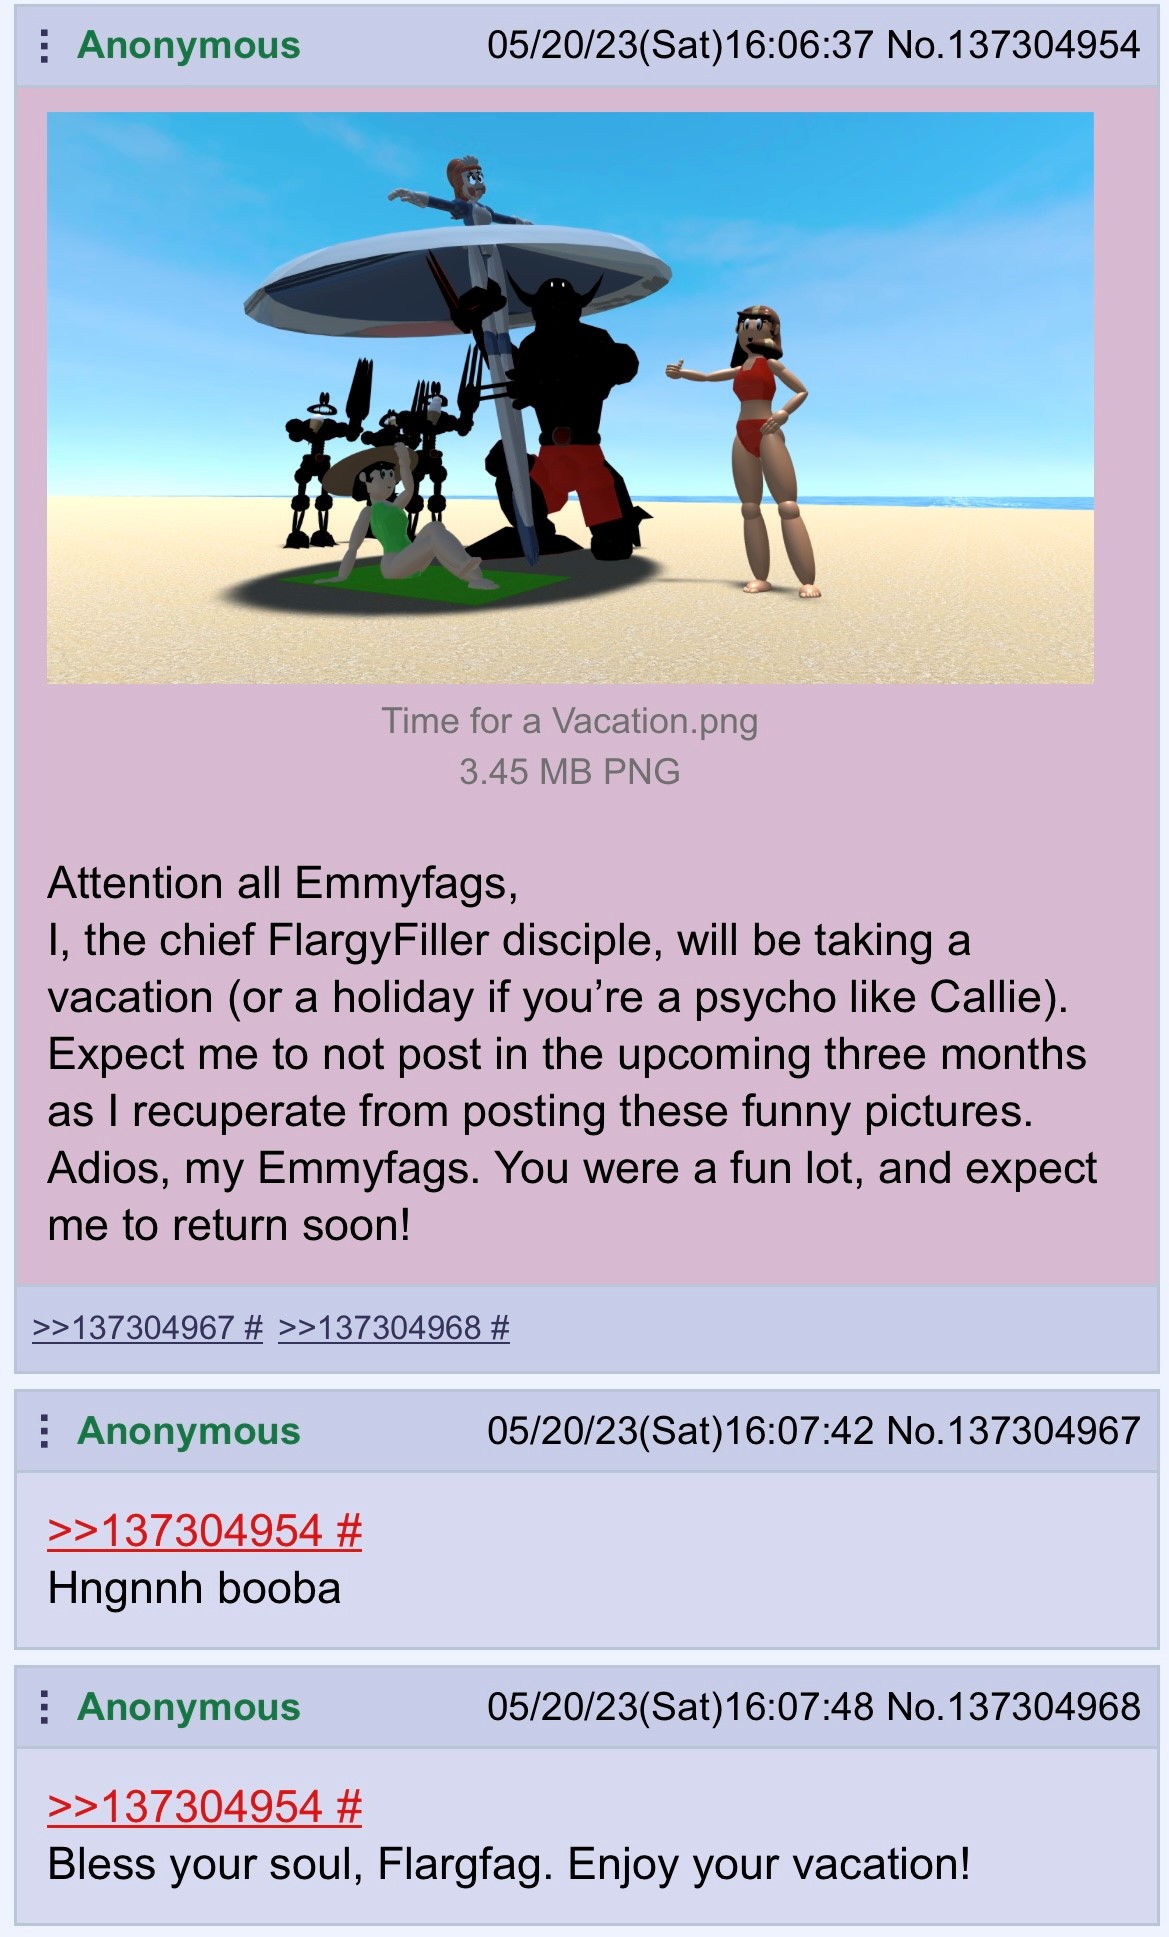 Anonymous 05/20/23(Sat)16:06:37 No.137304954
Time for a Vacation.png
3.45 MB PNG
Attention all Emmyfags,
I, the chief FlargyFiller disciple, will be taking a
vacation (or a holiday if you’re a psycho like Callie).
Expect me to not post in the upcoming three months
as I recuperate from posting these funny pictures.
Adios, my Emmyfags. You were a fun lot, and expect
me to return soon!
>>137304967 # >>137304968 #
Anonymous 05/20/23(Sat)16:07:42 No.137304967
>>137304954 #
Hngnnh booba
Anonymous 05/20/23(Sat)16:07:48 No.137304968
>>137304954 #
Bless your soul, Flargfag. Enjoy your vacation!